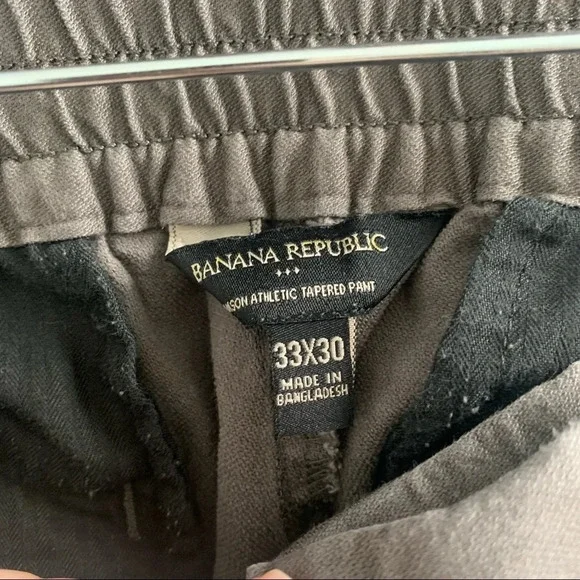 BANANA REPUBLIC
ATHLETIC TAPERED PANT
33X30
MADE IN
BANGLADESH